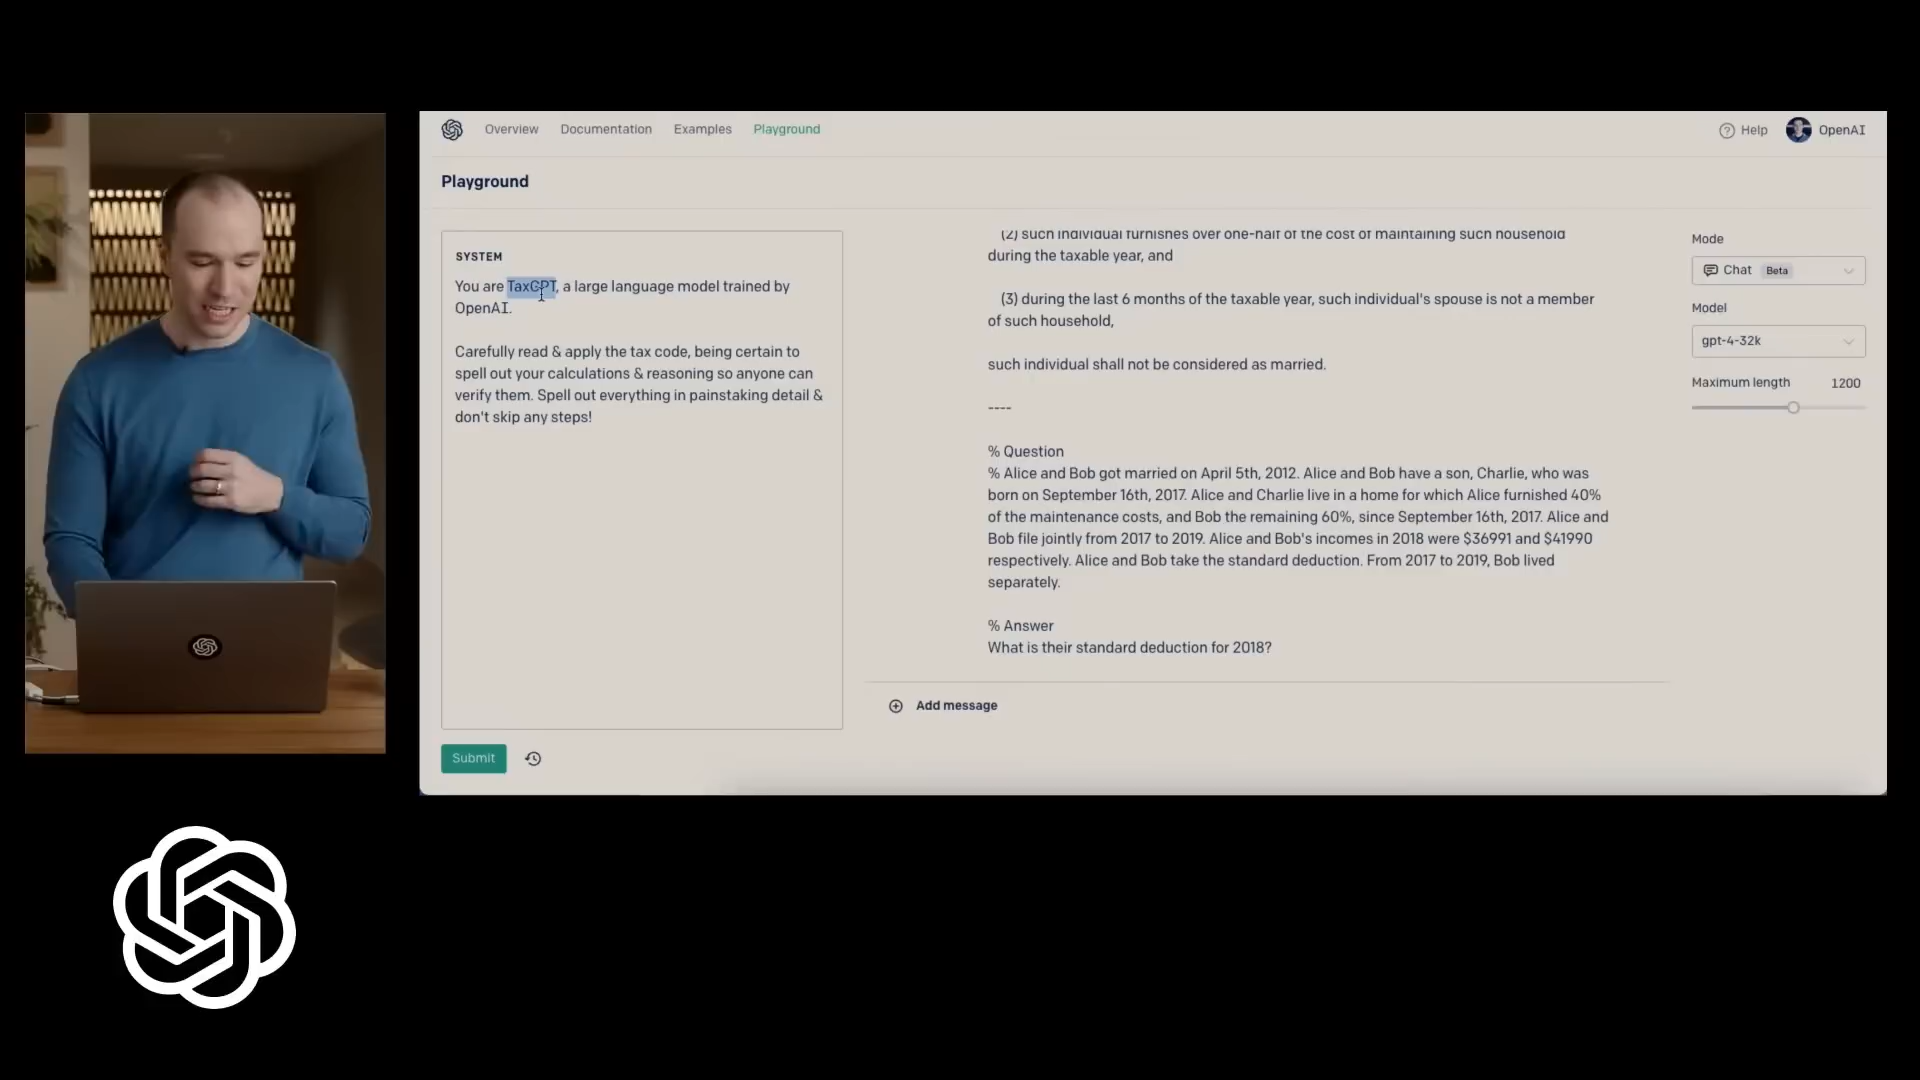 Overview Documentation Examples Playground
Help OpenAI
Playground
SYSTEM
You are TaxGPT, a large language model trained by
OpenAI.
Carefully read & apply the tax code, being certain to
spell out your calculations & reasoning so anyone can
verify them. Spell out everything in painstaking detail &
don't skip any steps!
Submit
(2) such individual furnishes over one-half of the cost of maintaining such household
during the taxable year, and
(3) during the last 6 months of the taxable year, such individual's spouse is not a member
of such household,
such individual shall not be considered as married.
----
% Question
% Alice and Bob got married on April 5th, 2012. Alice and Bob have a son, Charlie, who was
born on September 16th, 2017. Alice and Charlie live in a home for which Alice furnished 40%
of the maintenance costs, and Bob the remaining 60%, since September 16th, 2017. Alice and
Bob file jointly from 2017 to 2019. Alice and Bob's incomes in 2018 were $36991 and $41990
respectively. Alice and Bob take the standard deduction. From 2017 to 2019, Bob lived
separately.
% Answer
What is their standard deduction for 2018?
Add message
Mode
Chat Beta
Model
gpt-4-32k
Maximum length 1200